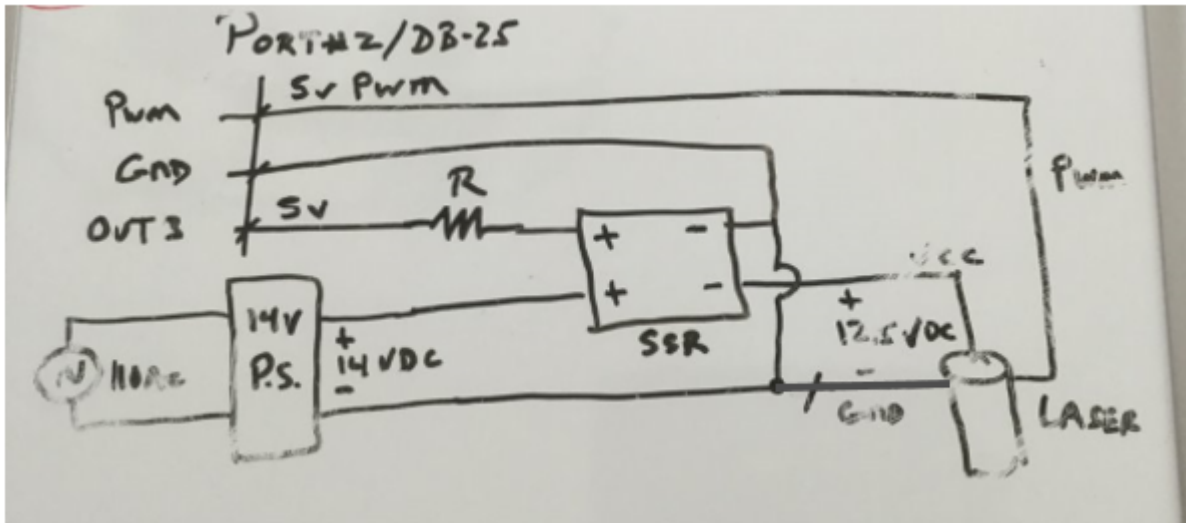 PORT#2/DB-25
5V PWM
PWM
GND
R
OUT 3
5V
PWM
+ -
VCC
+ -
+
14V
P.S.
+
14VDC
-
SSR
12.5VDC
-
110AC
GND
LASER